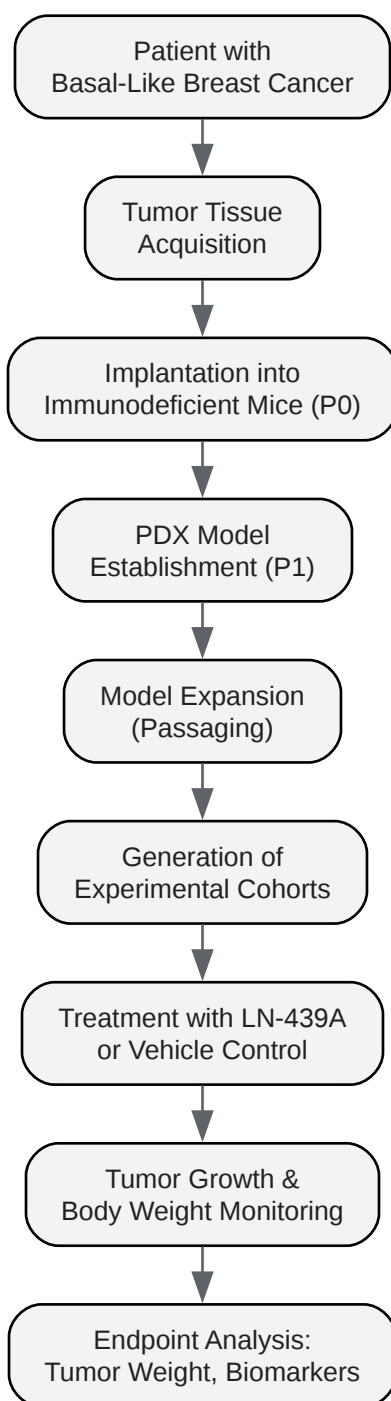 Patient with
Basal-Like Breast Cancer
Tumor Tissue
Acquisition
Implantation into
Immunodeficient Mice (P0)
PDX Model
Establishment (P1)
Model Expansion
(Passaging)
Generation of
Experimental Cohorts
Treatment with LN-439A
or Vehicle Control
Tumor Growth &
Body Weight Monitoring
Endpoint Analysis:
Tumor Weight, Biomarkers